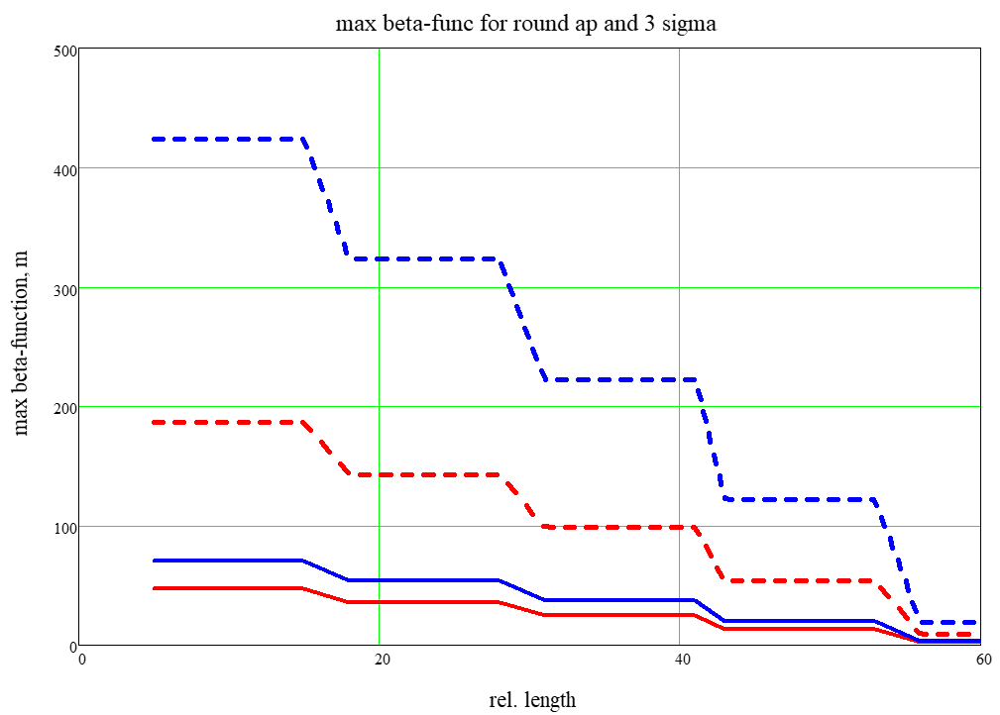 max beta-func for round ap and 3 sigma
500
400
300
200
100
0
max beta-function, m
0 20 40 60
rel. length